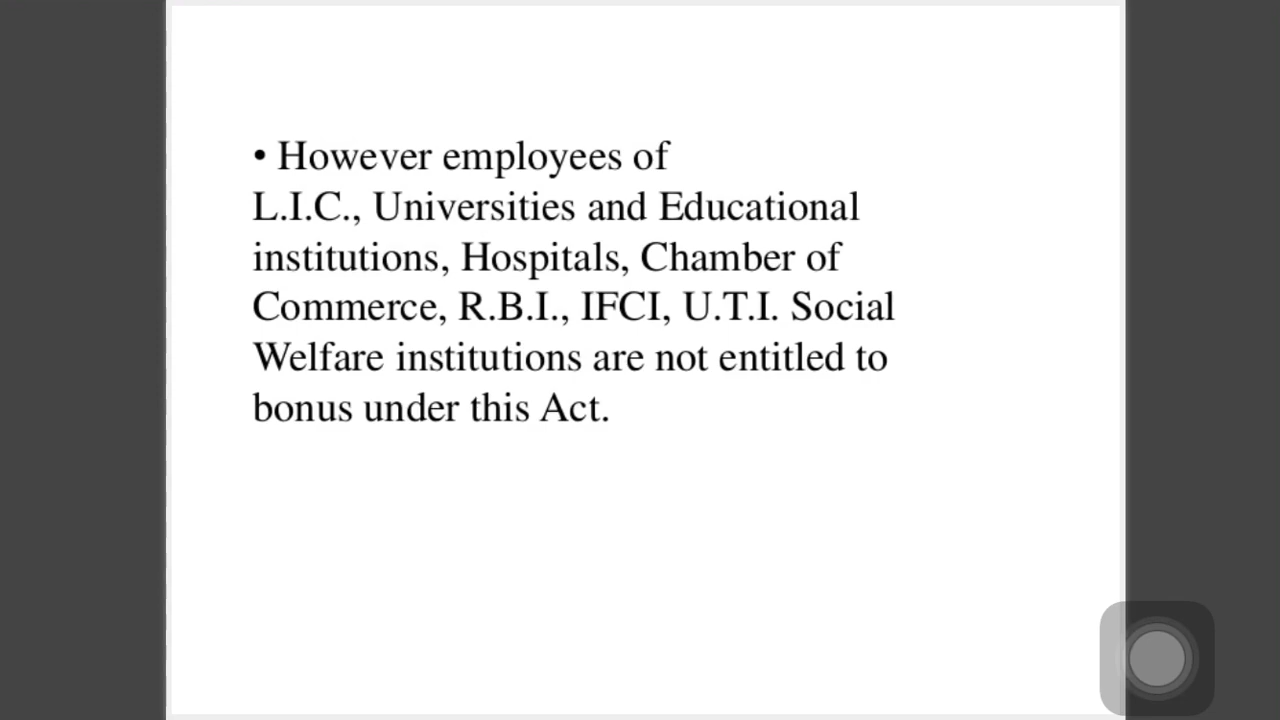 • However employees of
L.I.C., Universities and Educational
institutions, Hospitals, Chamber of
Commerce, R.B.I., IFCI, U.T.I. Social
Welfare institutions are not entitled to
bonus under this Act.